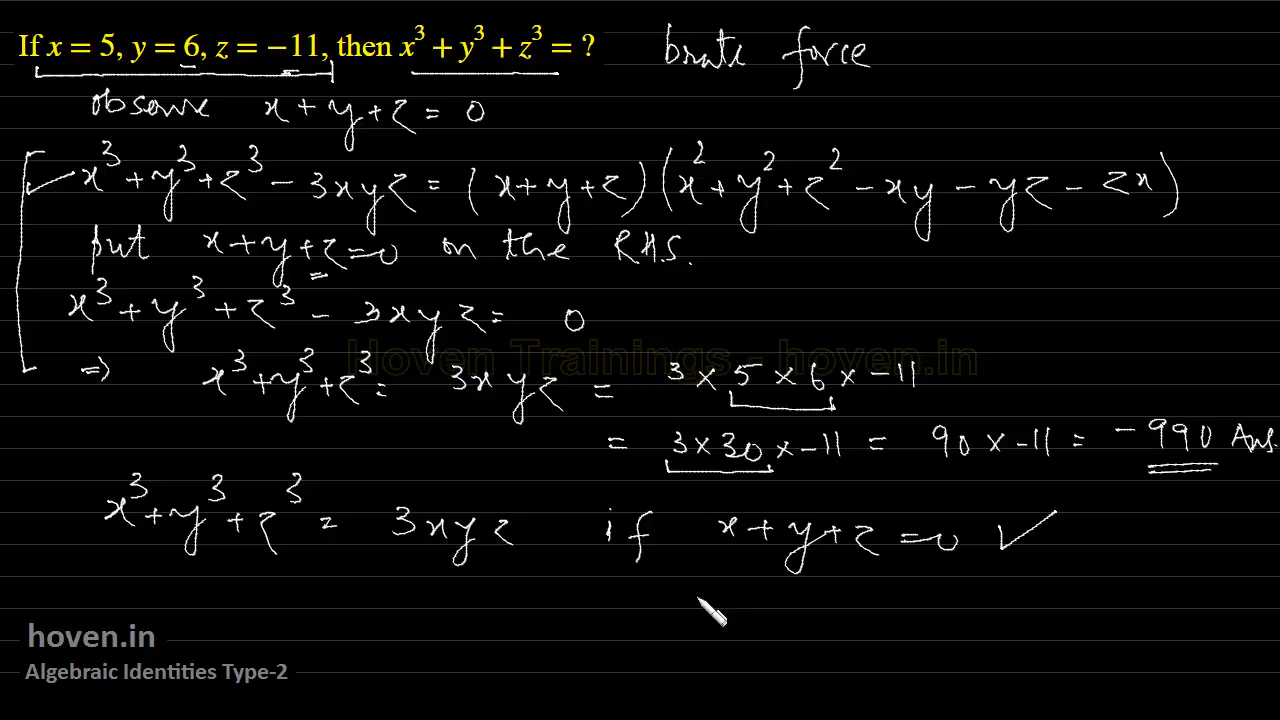 If x = 5, y = 6, z = −11, then x³ + y³ + z³ = ? brute force
observe x + y + z = 0
x³ + y³ + z³ − 3xyz = (x + y + z)(x² + y² + z² − xy − yz − zx)
put x + y + z = 0 on the RHS.
x³ + y³ + z³ − 3xyz = 0
Hoven Trainings - hoven.in
⇒ x³ + y³ + z³ = 3xyz = 3 × 5 × 6 × −11
= 3 × 30 × −11 = 90 × −11 = −990 Ans.
x³ + y³ + z³ = 3xyz if x + y + z = 0 ✓
hoven.in
Algebraic Identities Type-2